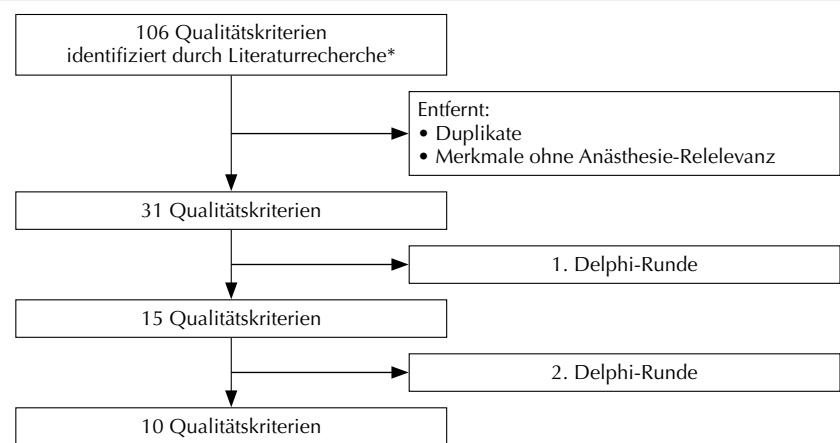 106 Qualitätskriterien
identifiziert durch Literaturrecherche*
Entfernt:
• Duplikate
• Merkmale ohne Anästhesie-Relelevanz
31 Qualitätskriterien
1. Delphi-Runde
15 Qualitätskriterien
2. Delphi-Runde
10 Qualitätskriterien